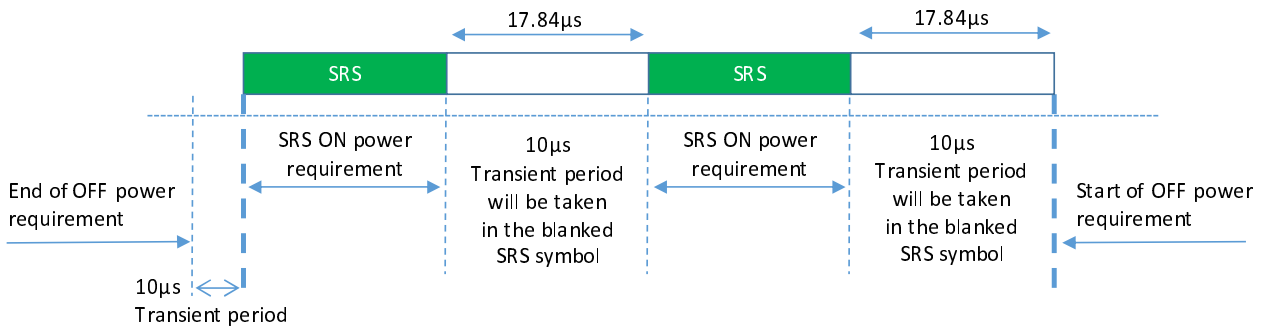 17.84µs
17.84µs
SRS
SRS
SRS ON power
requirement
10µs
Transient period
will be taken
in the blanked
SRS symbol
SRS ON power
requirement
10µs
Transient period
will be taken
in the blanked
SRS symbol
End of OFF power
requirement
Start of OFF power
requirement
10µs
Transient period